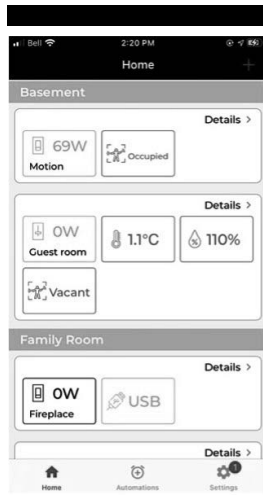 Bell 2:20 PM
Home +
Basement
Details >
69W
Motion
Occupied
Details >
0W
Guest room
1.1°C
110%
Vacant
Family Room
Details >
0W
Fireplace
USB
Details >
1
Home Automations Settings